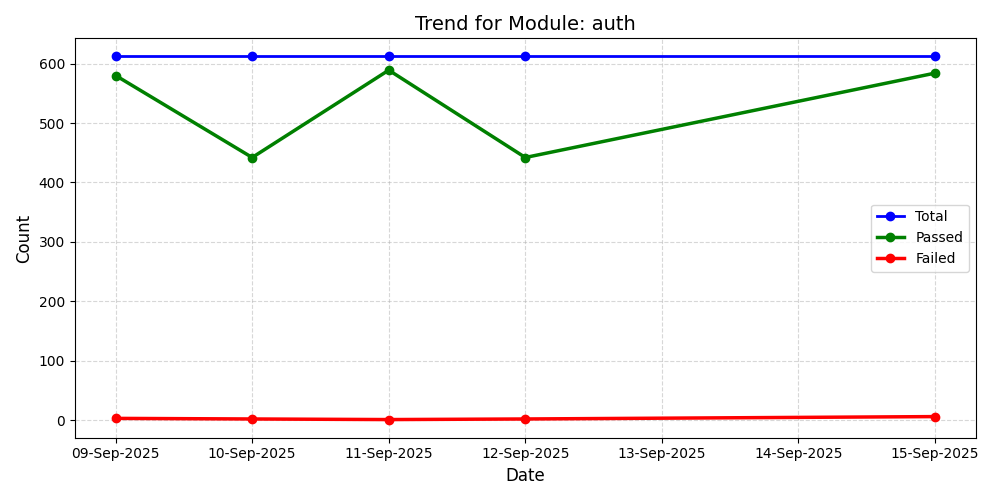 Trend for Module: auth
600
500
400
300
200
100
0
Count
Total
Passed
Failed
09-Sep-2025 10-Sep-2025 11-Sep-2025 12-Sep-2025 13-Sep-2025 14-Sep-2025 15-Sep-2025
Date